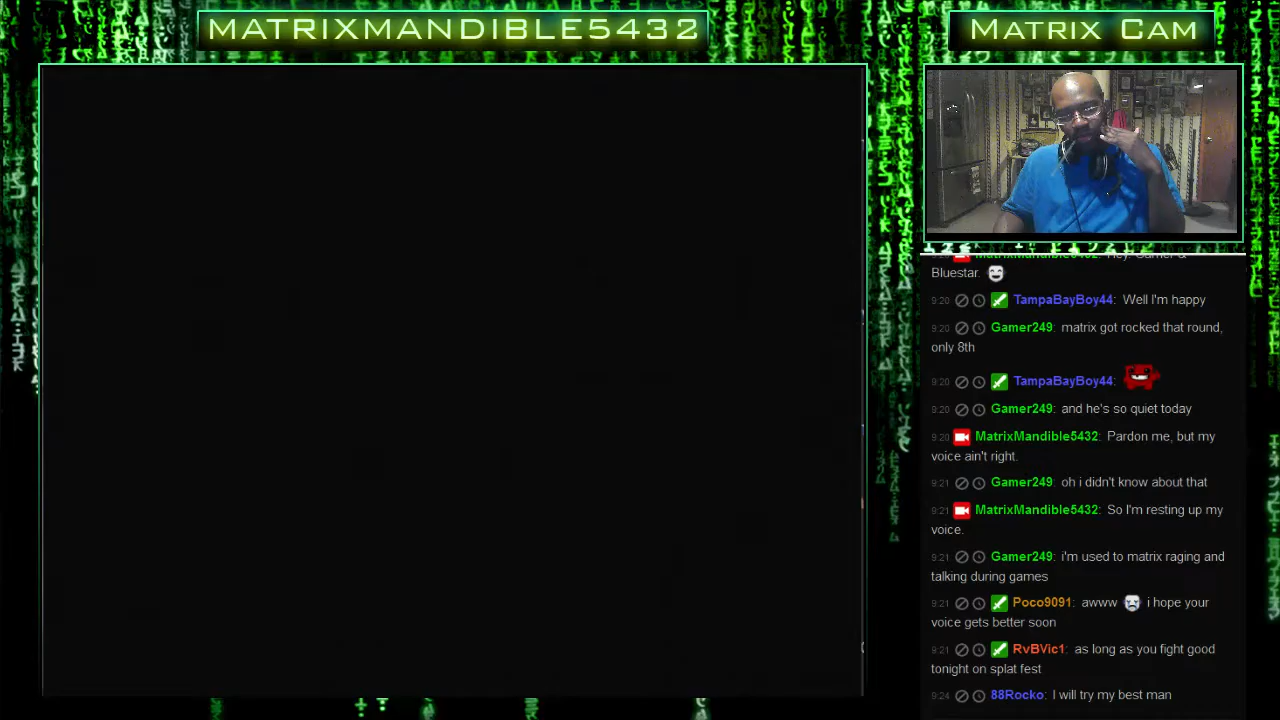 MATRIXMANDIBLE5432
Matrix Cam
Bluestar.
9:20 TampaBayBoy44: Well I'm happy
9:20 Gamer249: matrix got rocked that round,
only 8th
9:20 TampaBayBoy44:
9:20 Gamer249: and he's so quiet today
9:20 MatrixMandible5432: Pardon me, but my
voice ain't right.
9:21 Gamer249: oh i didn't know about that
9:21 MatrixMandible5432: So I'm resting up my
voice.
9:21 Gamer249: i'm used to matrix raging and
talking during games
9:21 Poco9091: awww i hope your
voice gets better soon
9:21 RvBVic1: as long as you fight good
tonight on splat fest
9:24 88Rocko: I will try my best man